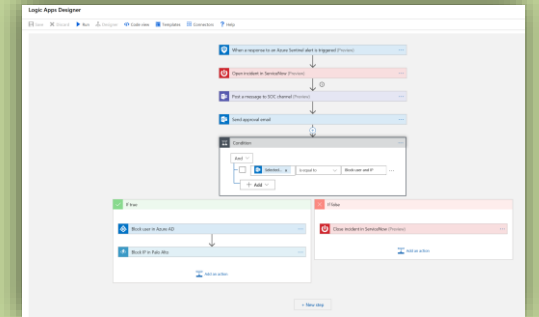 Logic Apps Designer
Save Discard Run Designer Code view Templates Connectors Help
When a response to an Azure Sentinel alert is triggered (Preview)
Open incident in ServiceNow (Preview)
Post a message to SOC channel (Preview)
Send approval email
Condition
And
Selected... x is equal to Block user and IP
+ Add
If true
If false
Block user in Azure AD
Close incident in ServiceNow (Preview)
Block IP in Palo Alto
Add an action
Add an action
+ New step